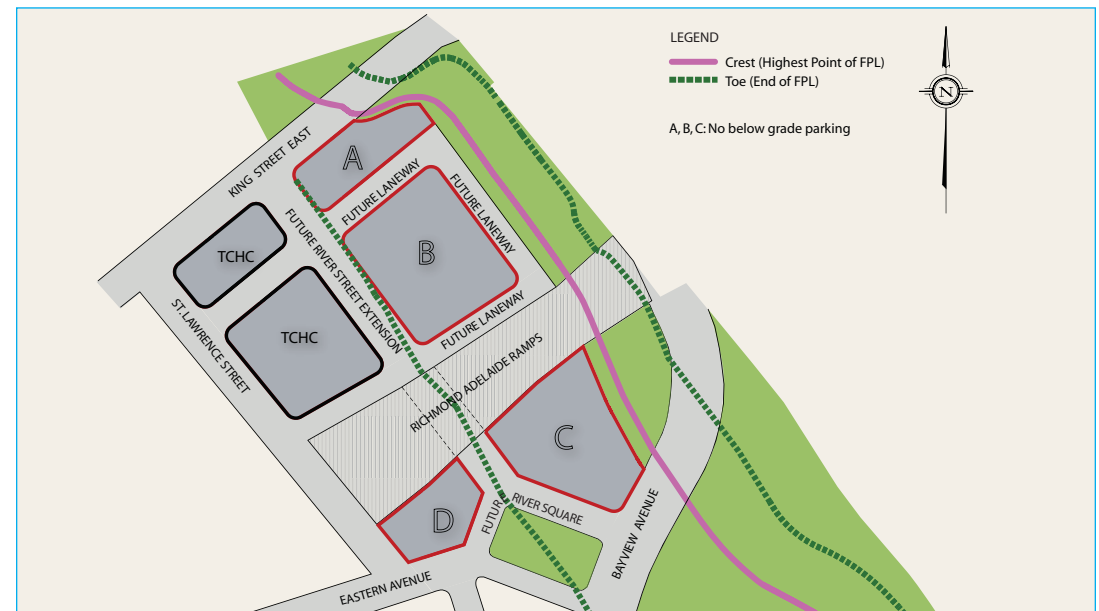 LEGEND
Crest (Highest Point of FPL)
Toe (End of FPL)
N
A, B, C: No below grade parking
KING STREET EAST
A
FUTURE LANEWAY
FUTURE LANEWAY
TCHC
FUTURE RIVER STREET EXTENSION
B
TCHC
ST. LAWRENCE STREET
FUTURE LANEWAY
RICHMOND ADELAIDE RAMPS
C
D
FUTUR
RIVER SQUARE
BAYVIEW AVENUE
EASTERN AVENUE